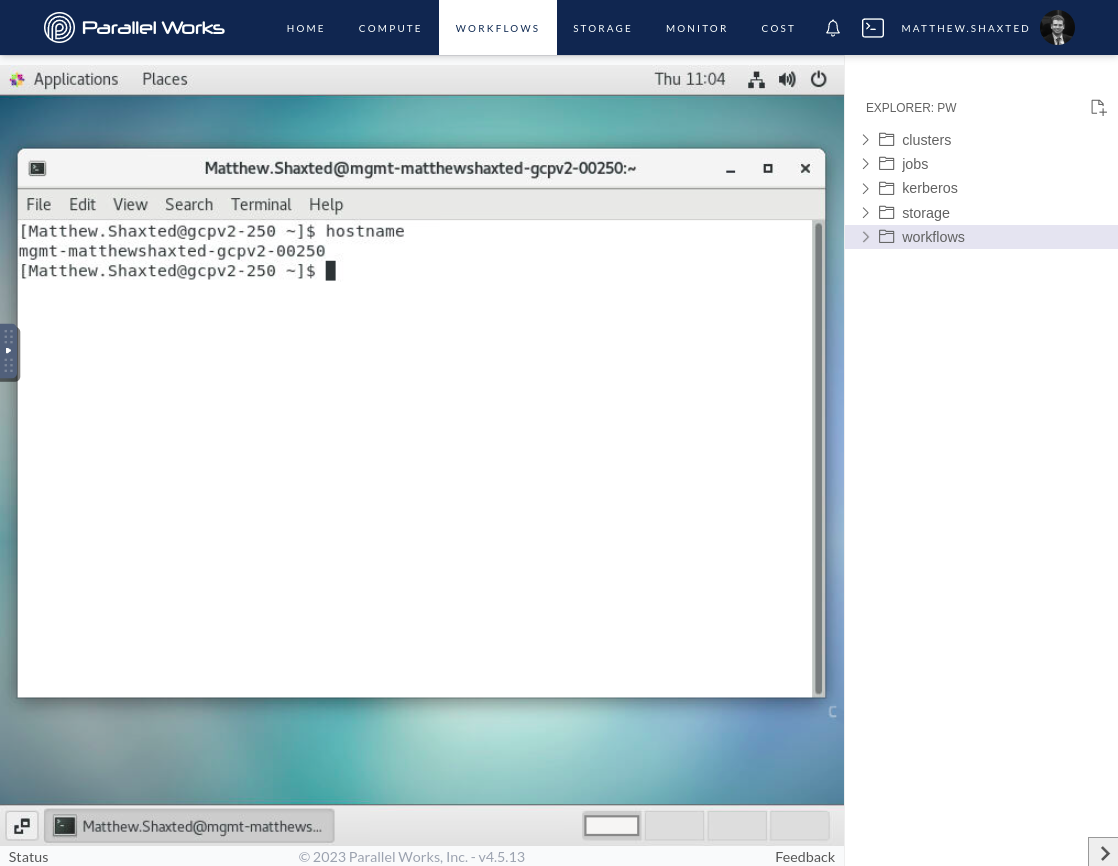 Parallel Works
HOME
COMPUTE
WORKFLOWS
STORAGE
MONITOR
COST
MATTHEW.SHAXTED
Applications
Places
Thu 11:04
Matthew.Shaxted@mgmt-matthewshaxted-gcpv2-00250:~
File Edit View Search Terminal Help
[Matthew.Shaxted@gcpv2-250 ~]$ hostname
mgmt-matthewshaxted-gcpv2-00250
[Matthew.Shaxted@gcpv2-250 ~]$
C
Matthew.Shaxted@mgmt-matthews...
EXPLORER: PW
clusters
jobs
kerberos
storage
workflows
Status
© 2023 Parallel Works, Inc. - v4.5.13
Feedback